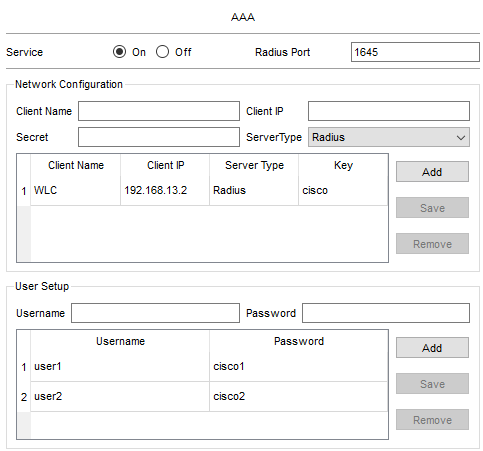 AAA
Service On Off Radius Port 1645
Network Configuration
Client Name Client IP
Secret ServerType Radius
Client Name Client IP Server Type Key Add
1 WLC 192.168.13.2 Radius cisco
Save
Remove
User Setup
Username Password
Username Password Add
1 user1 cisco1
Save
2 user2 cisco2
Remove